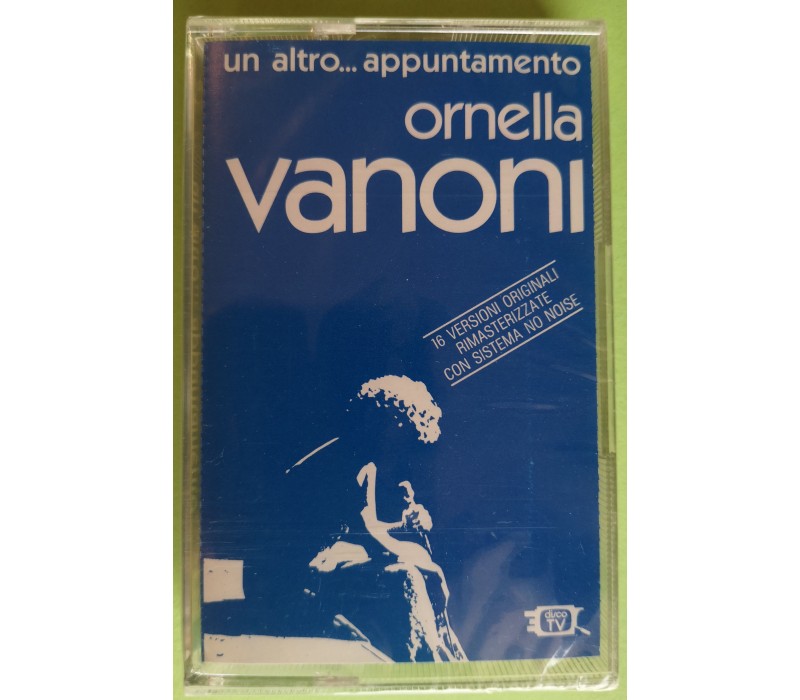 un altro... appuntamento
ornella
vanoni
16 VERSIONI ORIGINALI
RIMASTERIZZATE
CON SISTEMA NO NOISE
disco
TV